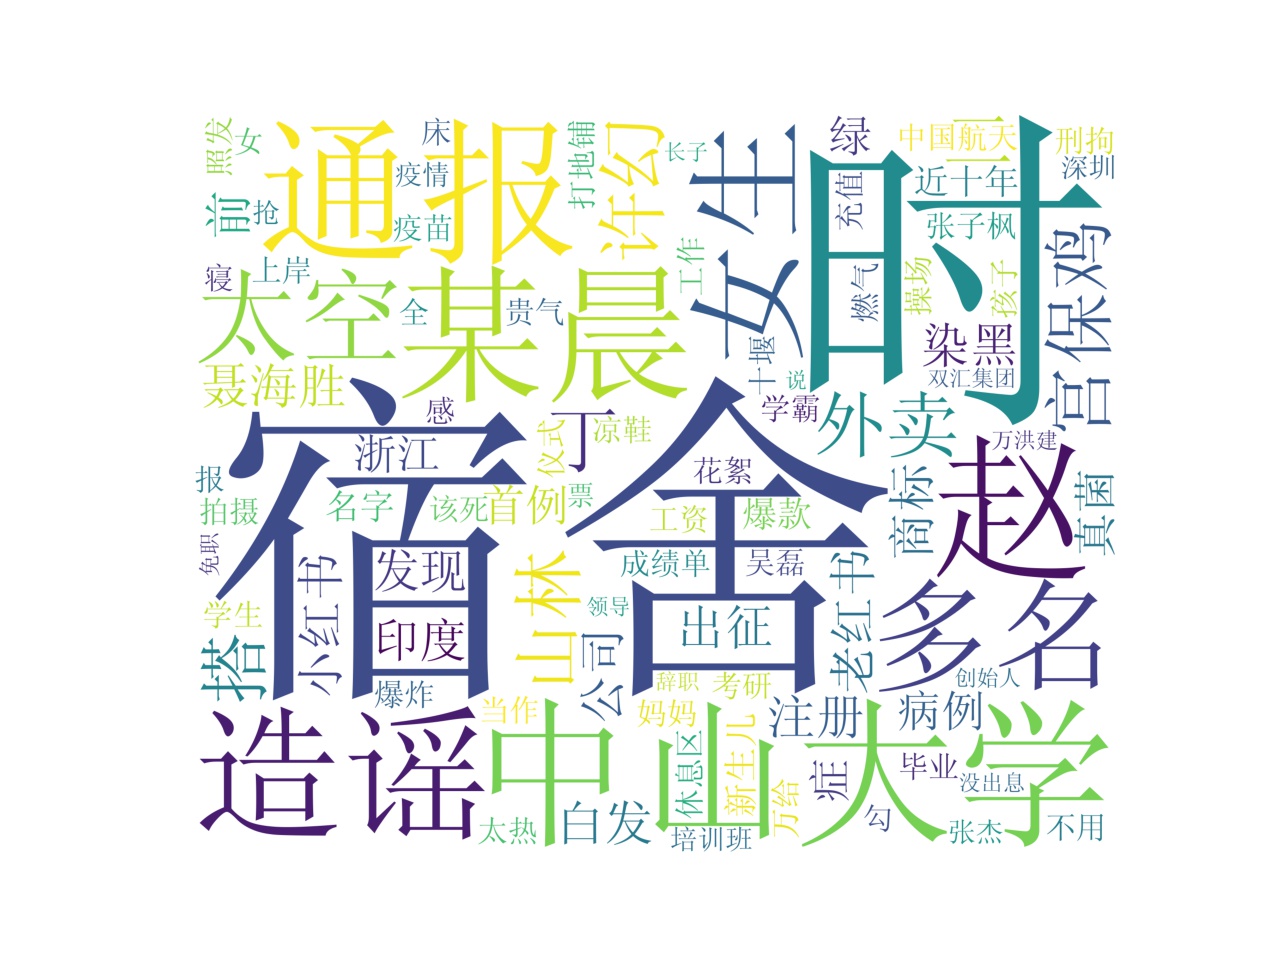 通报
时
宿舍
某晨
太空
女生
赵
多名
造谣
中山大学
许幻
山林
外卖
宫保鸡
丁
聂海胜
搭
前
绿
染黑
近十年
张子枫
中国航天
刑拘
深圳
三
充值
燃气
操场
孩子
双汇集团
万洪建
学霸
说
十堰
工作
长子
打地铺
床
疫情
疫苗
照发
女
抢
寝
上岸
全
贵气
感
浙江
仪式
凉鞋
报
拍摄
名字
该死
首例
票
花絮
工资
爆款
成绩单
吴磊
商标
真菌
免职
发现
小红书
学生
印度
领导
公司
出征
老红书
爆炸
当作
辞职
考研
妈妈
注册
病例
创始人
太热
白发
休息区
新生儿
万给
培训班
症
勾
毕业
没出息
张杰
不用